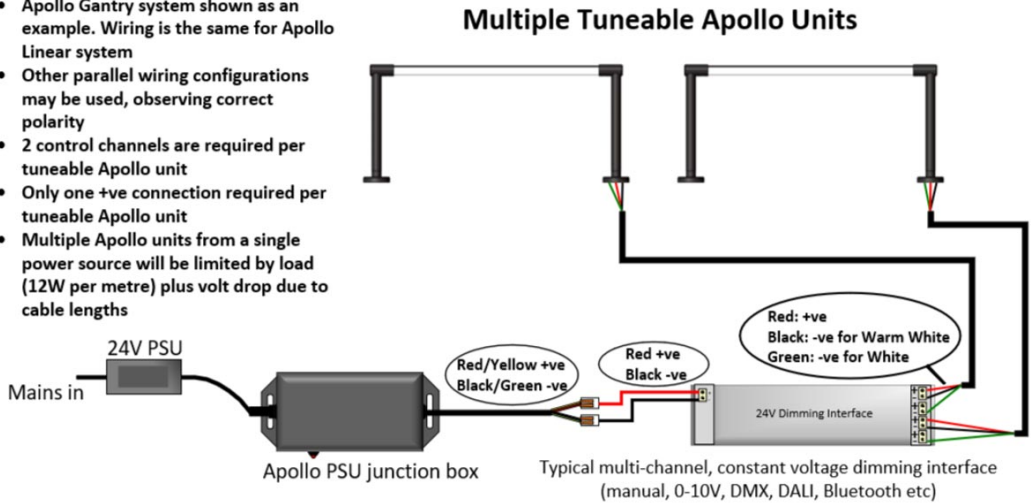 Apollo Gantry system shown as an
example. Wiring is the same for Apollo
Linear system
Other parallel wiring configurations
may be used, observing correct
polarity
2 control channels are required per
tuneable Apollo unit
Only one +ve connection required per
tuneable Apollo unit
Multiple Apollo units from a single
power source will be limited by load
(12W per metre) plus volt drop due to
cable lengths
Multiple Tuneable Apollo Units
24V PSU
Mains in
Apollo PSU junction box
Red/Yellow +ve
Black/Green -ve
Red +ve
Black -ve
Red: +ve
Black: -ve for Warm White
Green: -ve for White
24V Dimming Interface
Typical multi-channel, constant voltage dimming interface
(manual, 0-10V, DMX, DALI, Bluetooth etc)